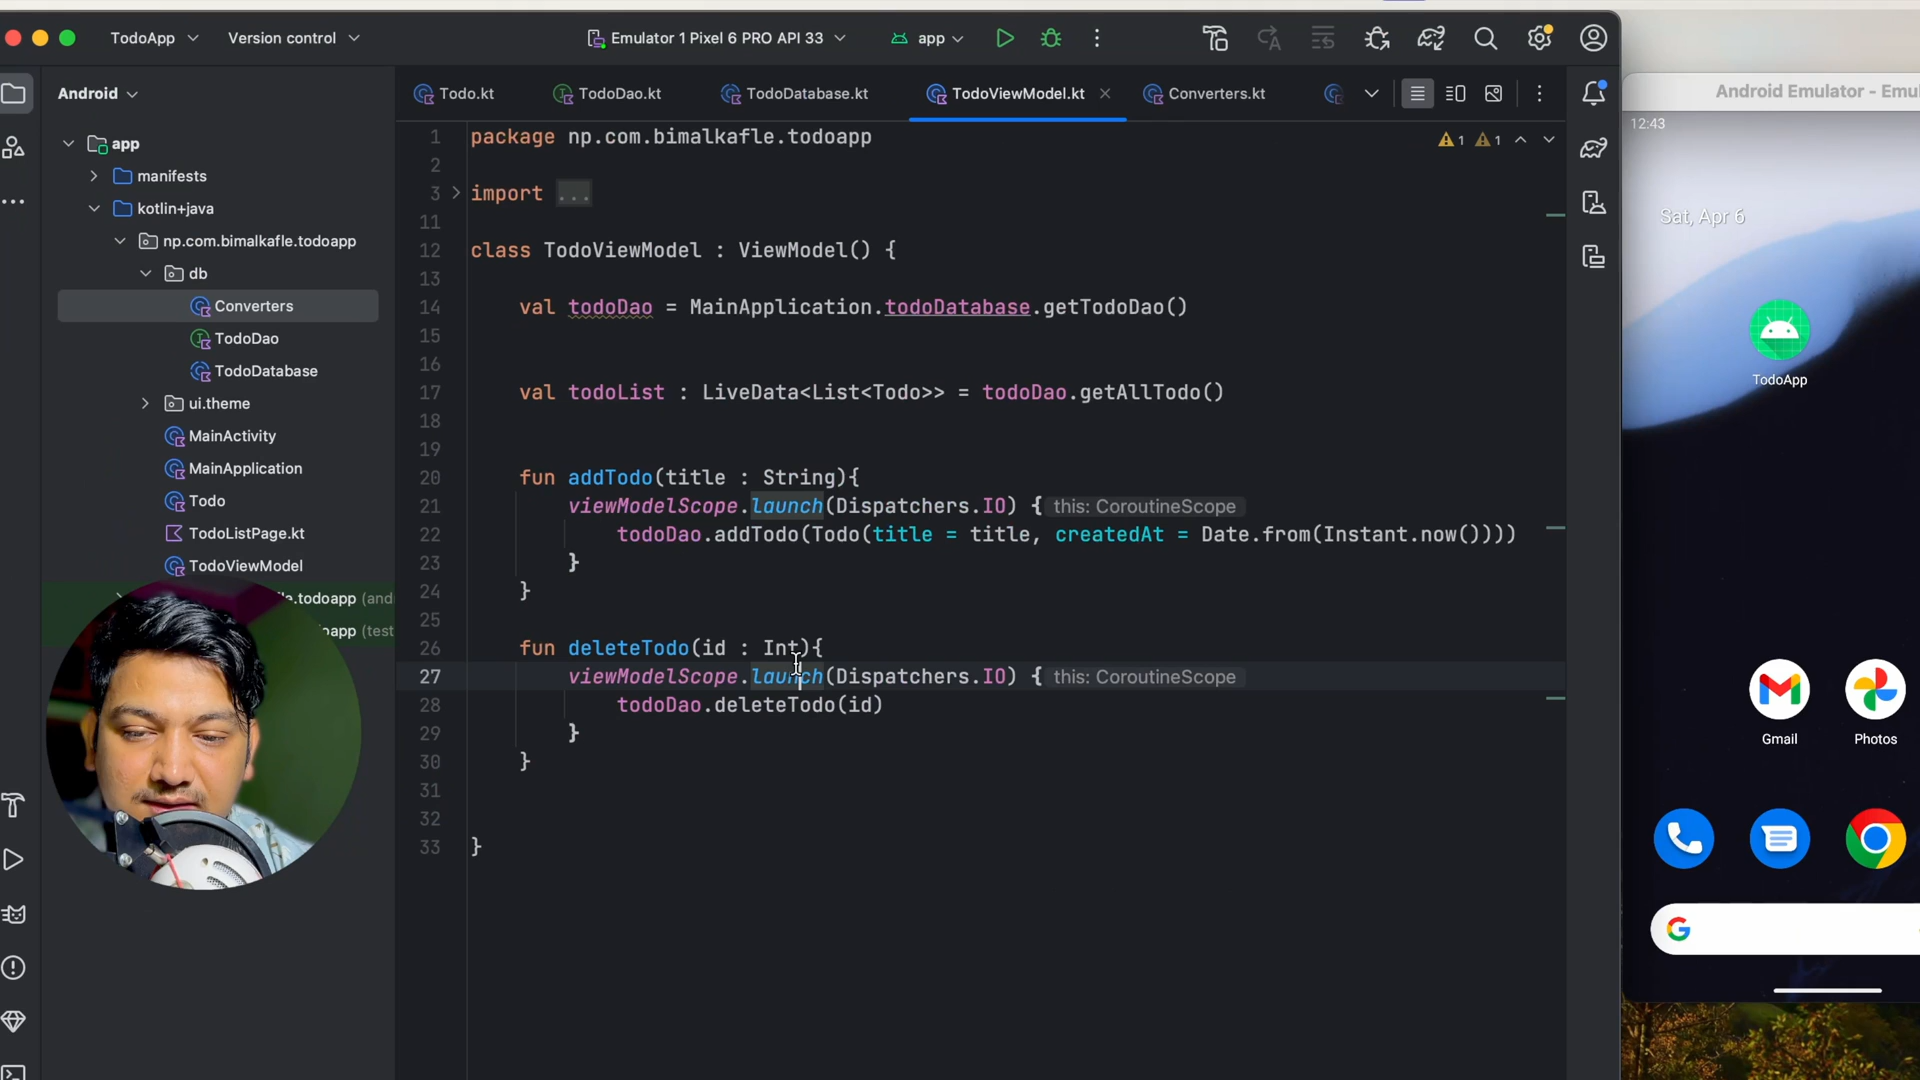 TodoApp
Version control
Emulator 1 Pixel 6 PRO API 33
app
Android
Todo.kt
TodoDao.kt
TodoDatabase.kt
TodoViewModel.kt
Converters.kt
Android Emulator - Emu
app
manifests
kotlin+java
np.com.bimalkafle.todoapp
db
Converters
TodoDao
TodoDatabase
ui.theme
MainActivity
MainApplication
Todo
TodoListPage.kt
TodoViewModel
fle.todoapp (and
oapp (test
1 package np.com.bimalkafle.todoapp
1 1
2
3 import ...
11
12 class TodoViewModel : ViewModel() {
13
14 val todoDao = MainApplication.todoDatabase.getTodoDao()
15
16
17 val todoList : LiveData<List<Todo>> = todoDao.getAllTodo()
18
19
20 fun addTodo(title : String){
21 viewModelScope.launch(Dispatchers.IO) { this: CoroutineScope
22 todoDao.addTodo(Todo(title = title, createdAt = Date.from(Instant.now())))
23 }
24 }
25
26 fun deleteTodo(id : Int){
27 viewModelScope.launch(Dispatchers.IO) { this: CoroutineScope
28 todoDao.deleteTodo(id)
29 }
30 }
31
32
33 }
12:43
Sat, Apr 6
TodoApp
Gmail
Photos
G